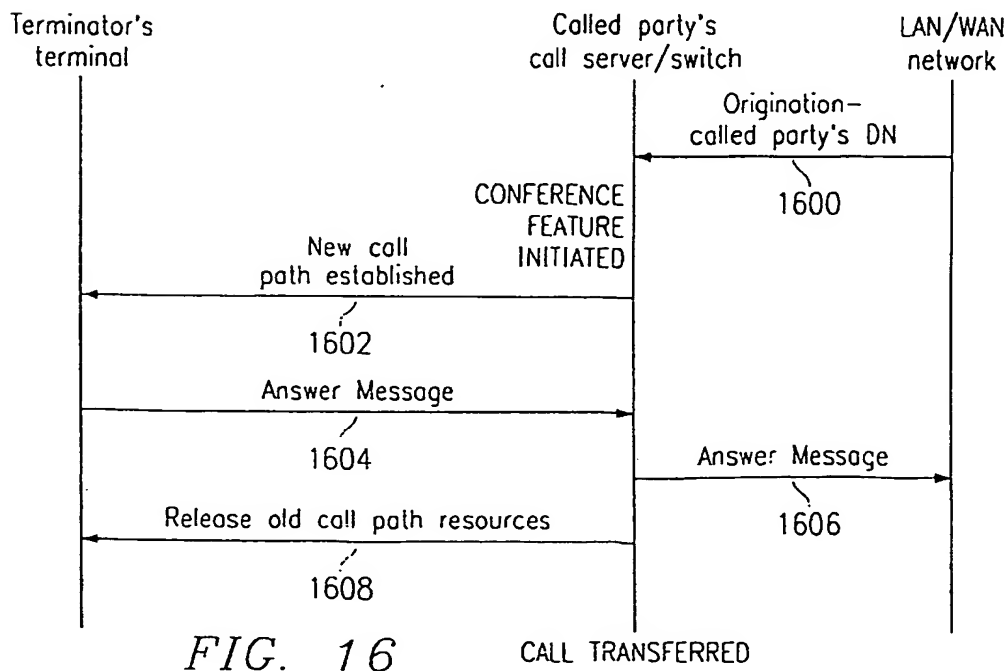 Terminator's
terminal
Called party's
call server/switch
LAN/WAN
network
Origination-
called party's DN
1600
CONFERENCE
FEATURE
INITIATED
New call
path established
1602
Answer Message
1604
Answer Message
1606
Release old call path resources
1608
FIG. 16
CALL TRANSFERRED